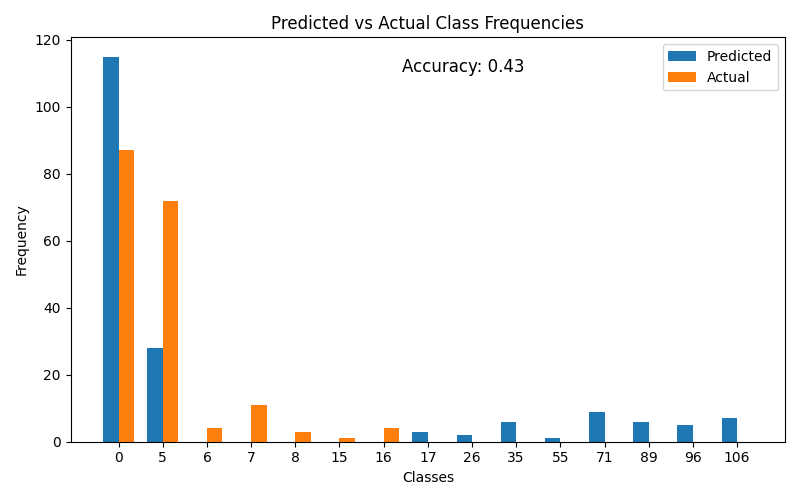 Predicted vs Actual Class Frequencies
120
100
80
60
40
20
0
Frequency
Accuracy: 0.43
Predicted
Actual
0 5 6 7 8 15 16 17 26 35 55 71 89 96 106
Classes